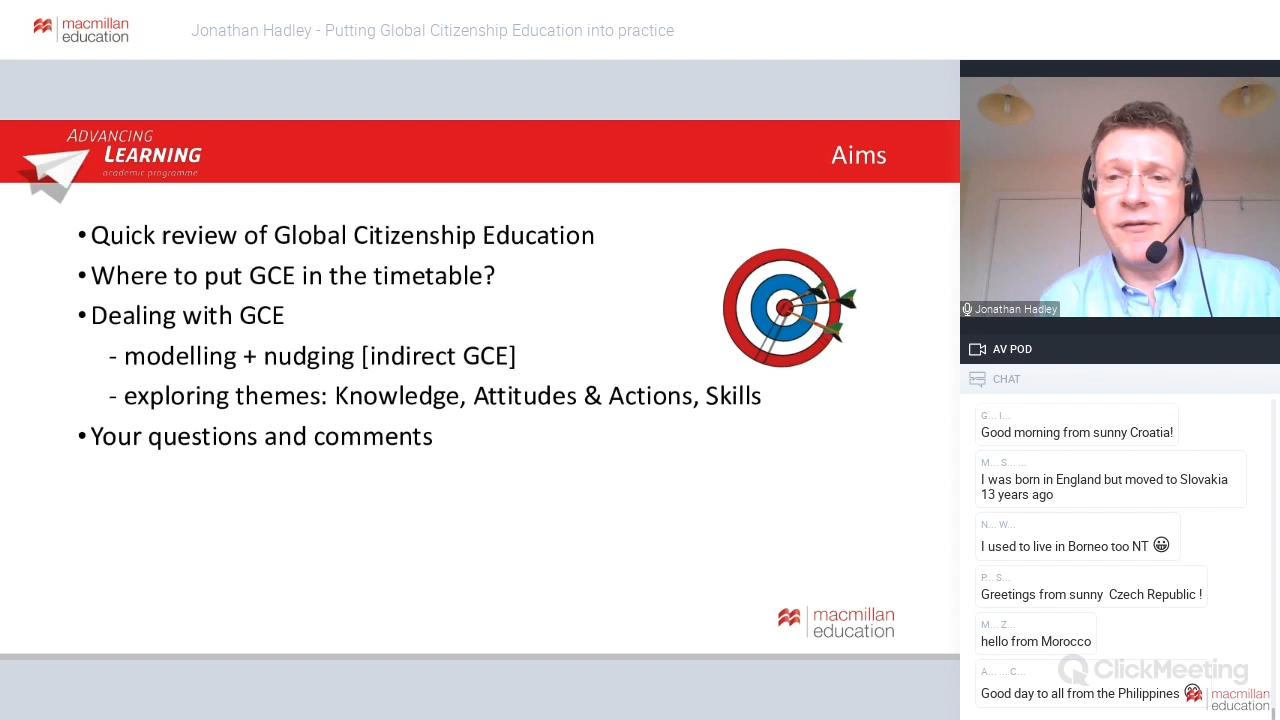 macmillan
education
Jonathan Hadley - Putting Global Citizenship Education into practice
ADVANCING
LEARNING
academic programme
Aims
• Quick review of Global Citizenship Education
• Where to put GCE in the timetable?
• Dealing with GCE
- modelling + nudging [indirect GCE]
- exploring themes: Knowledge, Attitudes & Actions, Skills
• Your questions and comments
macmillan
education
Jonathan Hadley
AV POD
CHAT
G... I...
Good morning from sunny Croatia!
M... S... ...
I was born in England but moved to Slovakia
13 years ago
N... W...
I used to live in Borneo too NT 😀
P... S...
Greetings from sunny Czech Republic !
M... Z...
hello from Morocco
A... ... C...
Good day to all from the Philippines
ClickMeeting
macmillan
education